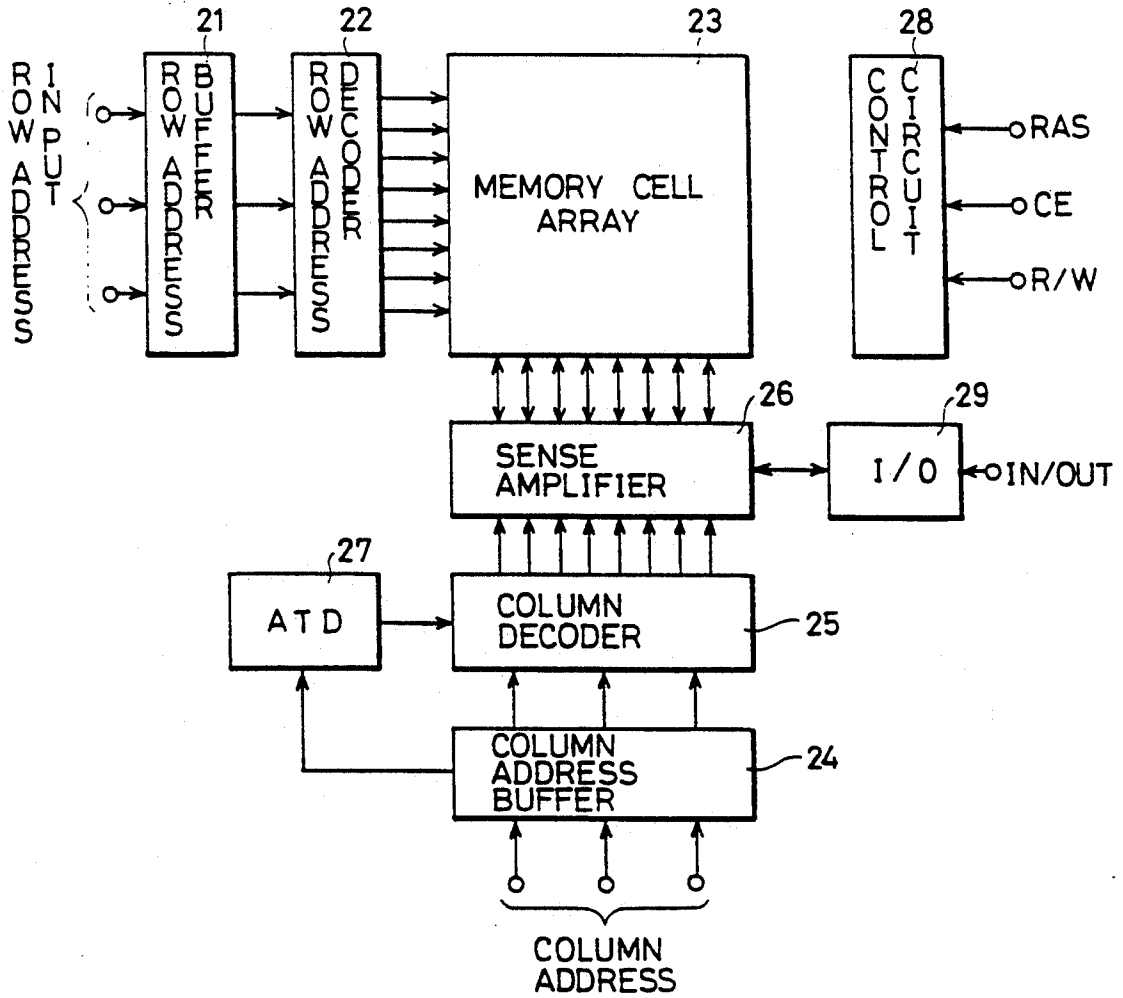 21
22
23
28
ROW ADDRESS
INPUT
ROW ADDRESS
BUFFER
ROW ADDRESS
DECODER
MEMORY CELL
ARRAY
CONTROL
CIRCUIT
RAS
CE
R/W
26
29
SENSE
AMPLIFIER
I/O
IN/OUT
27
ATD
COLUMN
DECODER
25
COLUMN
ADDRESS
BUFFER
24
COLUMN
ADDRESS